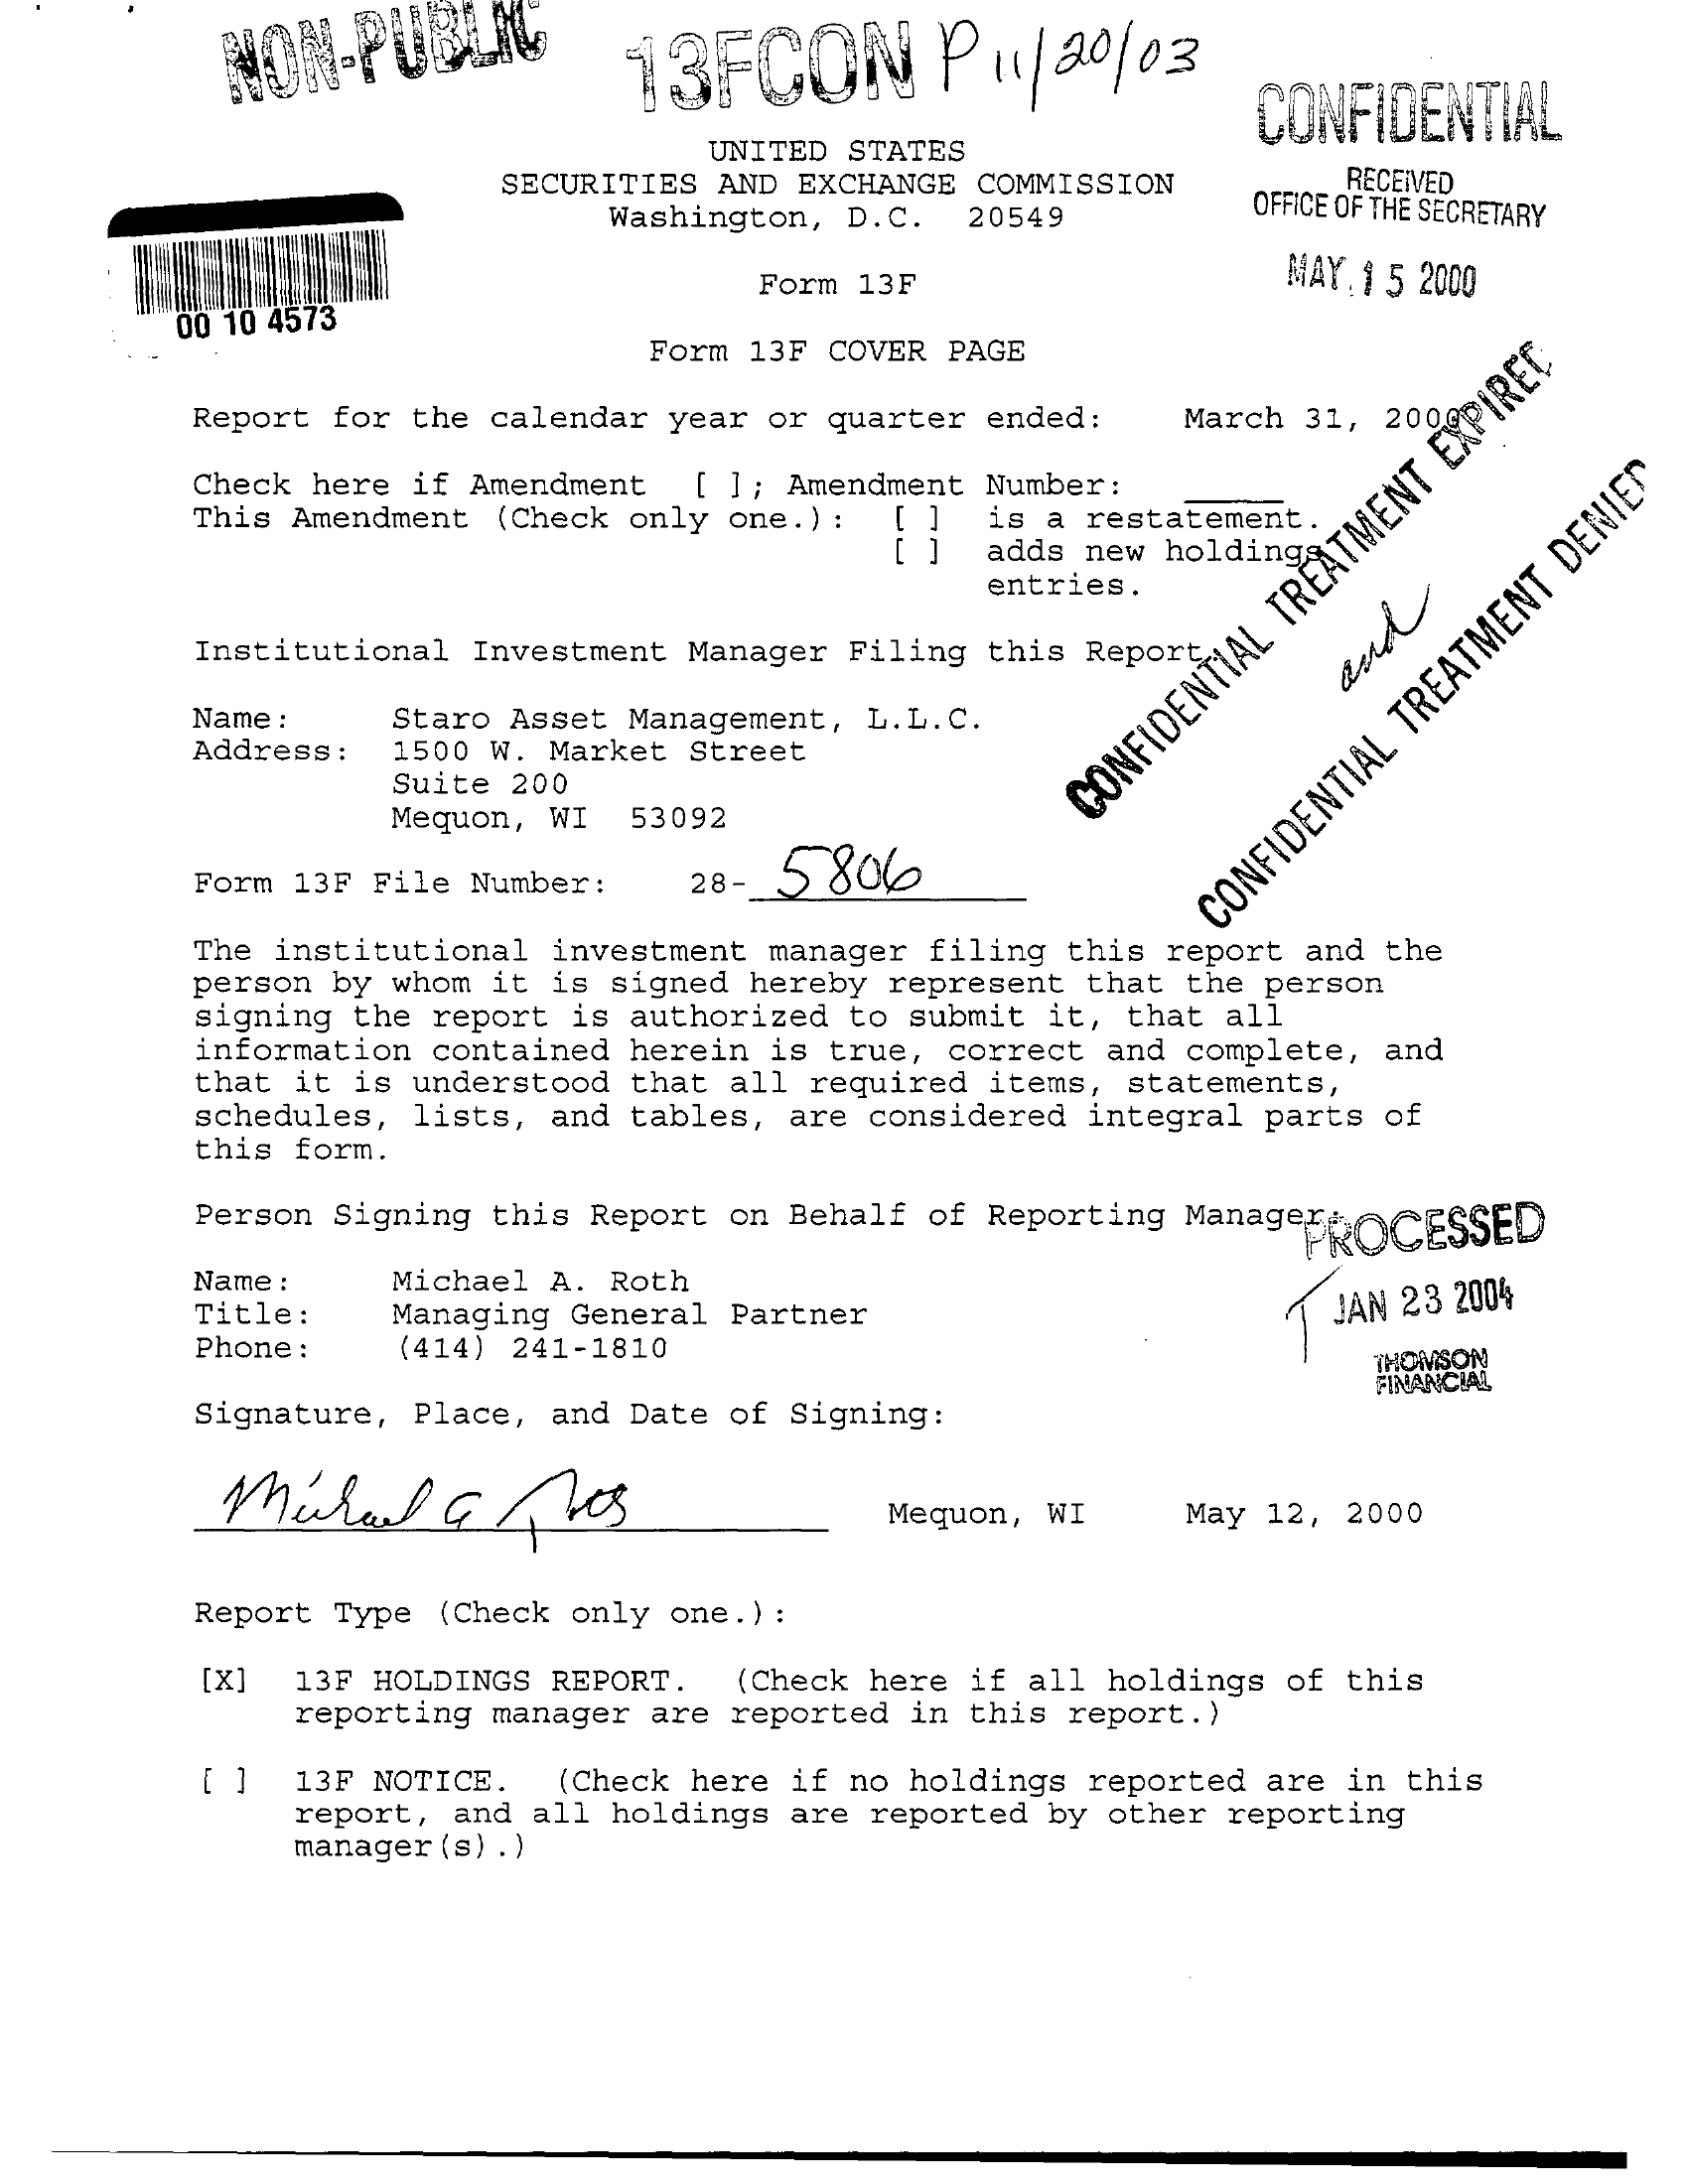 NON-PUBLIC
13FCON P 11/20/03
CONFIDENTIAL
UNITED STATES
SECURITIES AND EXCHANGE COMMISSION
Washington, D.C. 20549
RECEIVED
OFFICE OF THE SECRETARY
MAY 15 2000
00 10 4573
Form 13F
Form 13F COVER PAGE
Report for the calendar year or quarter ended: March 31, 2000
Check here if Amendment [ ]; Amendment Number:
This Amendment (Check only one.): [ ] is a restatement.
[ ] adds new holdings
entries.
CONFIDENTIAL TREATMENT EXPIRED
and
CONFIDENTIAL TREATMENT DENIED
Institutional Investment Manager Filing this Report:
Name: Staro Asset Management, L.L.C.
Address: 1500 W. Market Street
Suite 200
Mequon, WI 53092
Form 13F File Number: 28- 5806
The institutional investment manager filing this report and the
person by whom it is signed hereby represent that the person
signing the report is authorized to submit it, that all
information contained herein is true, correct and complete, and
that it is understood that all required items, statements,
schedules, lists, and tables, are considered integral parts of
this form.
Person Signing this Report on Behalf of Reporting Manager:
PROCESSED
JAN 23 2004
THOMSON
FINANCIAL
Name: Michael A. Roth
Title: Managing General Partner
Phone: (414) 241-1810
Signature, Place, and Date of Signing:
Michael A Roth Mequon, WI May 12, 2000
Report Type (Check only one.):
[X] 13F HOLDINGS REPORT. (Check here if all holdings of this
reporting manager are reported in this report.)
[ ] 13F NOTICE. (Check here if no holdings reported are in this
report, and all holdings are reported by other reporting
manager(s).)